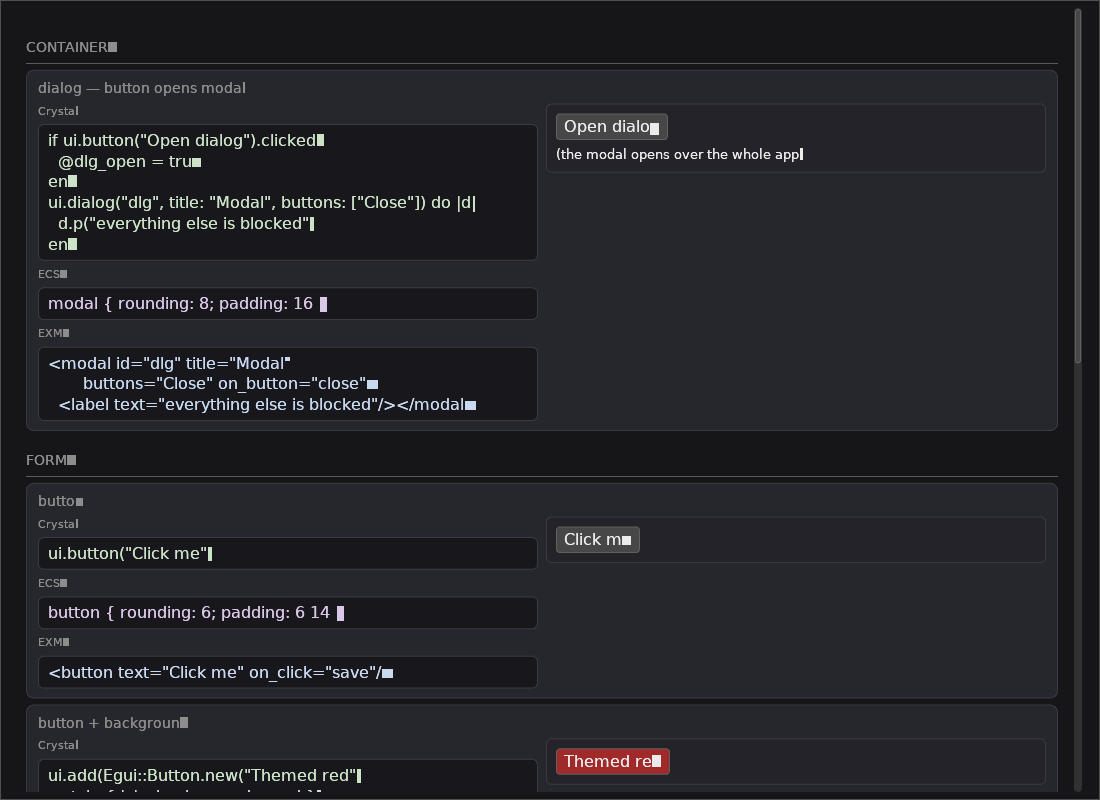 CONTAINER
dialog — button opens modal
Crystal
if ui.button("Open dialog").clicked
@dlg_open = tru
en
ui.dialog("dlg", title: "Modal", buttons: ["Close"]) do |d|
d.p("everything else is blocked"
en
ECS
modal { rounding: 8; padding: 16
EXM
<modal id="dlg" title="Modal"
buttons="Close" on_button="close"
<label text="everything else is blocked"/></modal
Open dialo
(the modal opens over the whole app
FORM
butto
Crystal
ui.button("Click me"
ECS
button { rounding: 6; padding: 6 14
EXM
<button text="Click me" on_click="save"/
Click m
button + backgroun
Crystal
ui.add(Egui::Button.new("Themed red"
Themed re